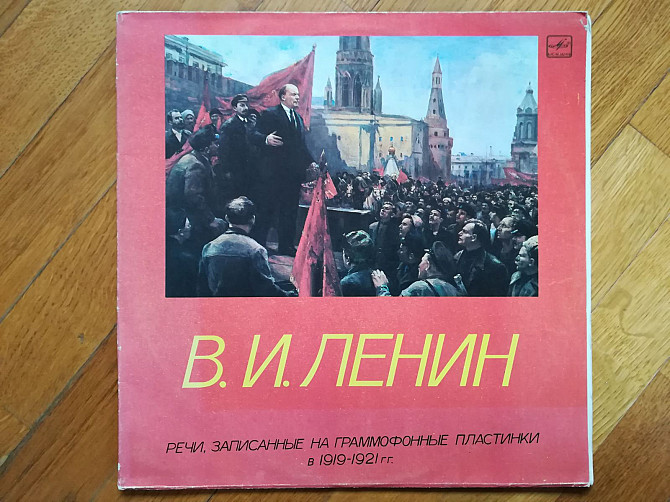 В. И. ЛЕНИН
РЕЧИ, ЗАПИСАННЫЕ НА ГРАММОФОННЫЕ ПЛАСТИНКИ
в 1919-1921 гг.